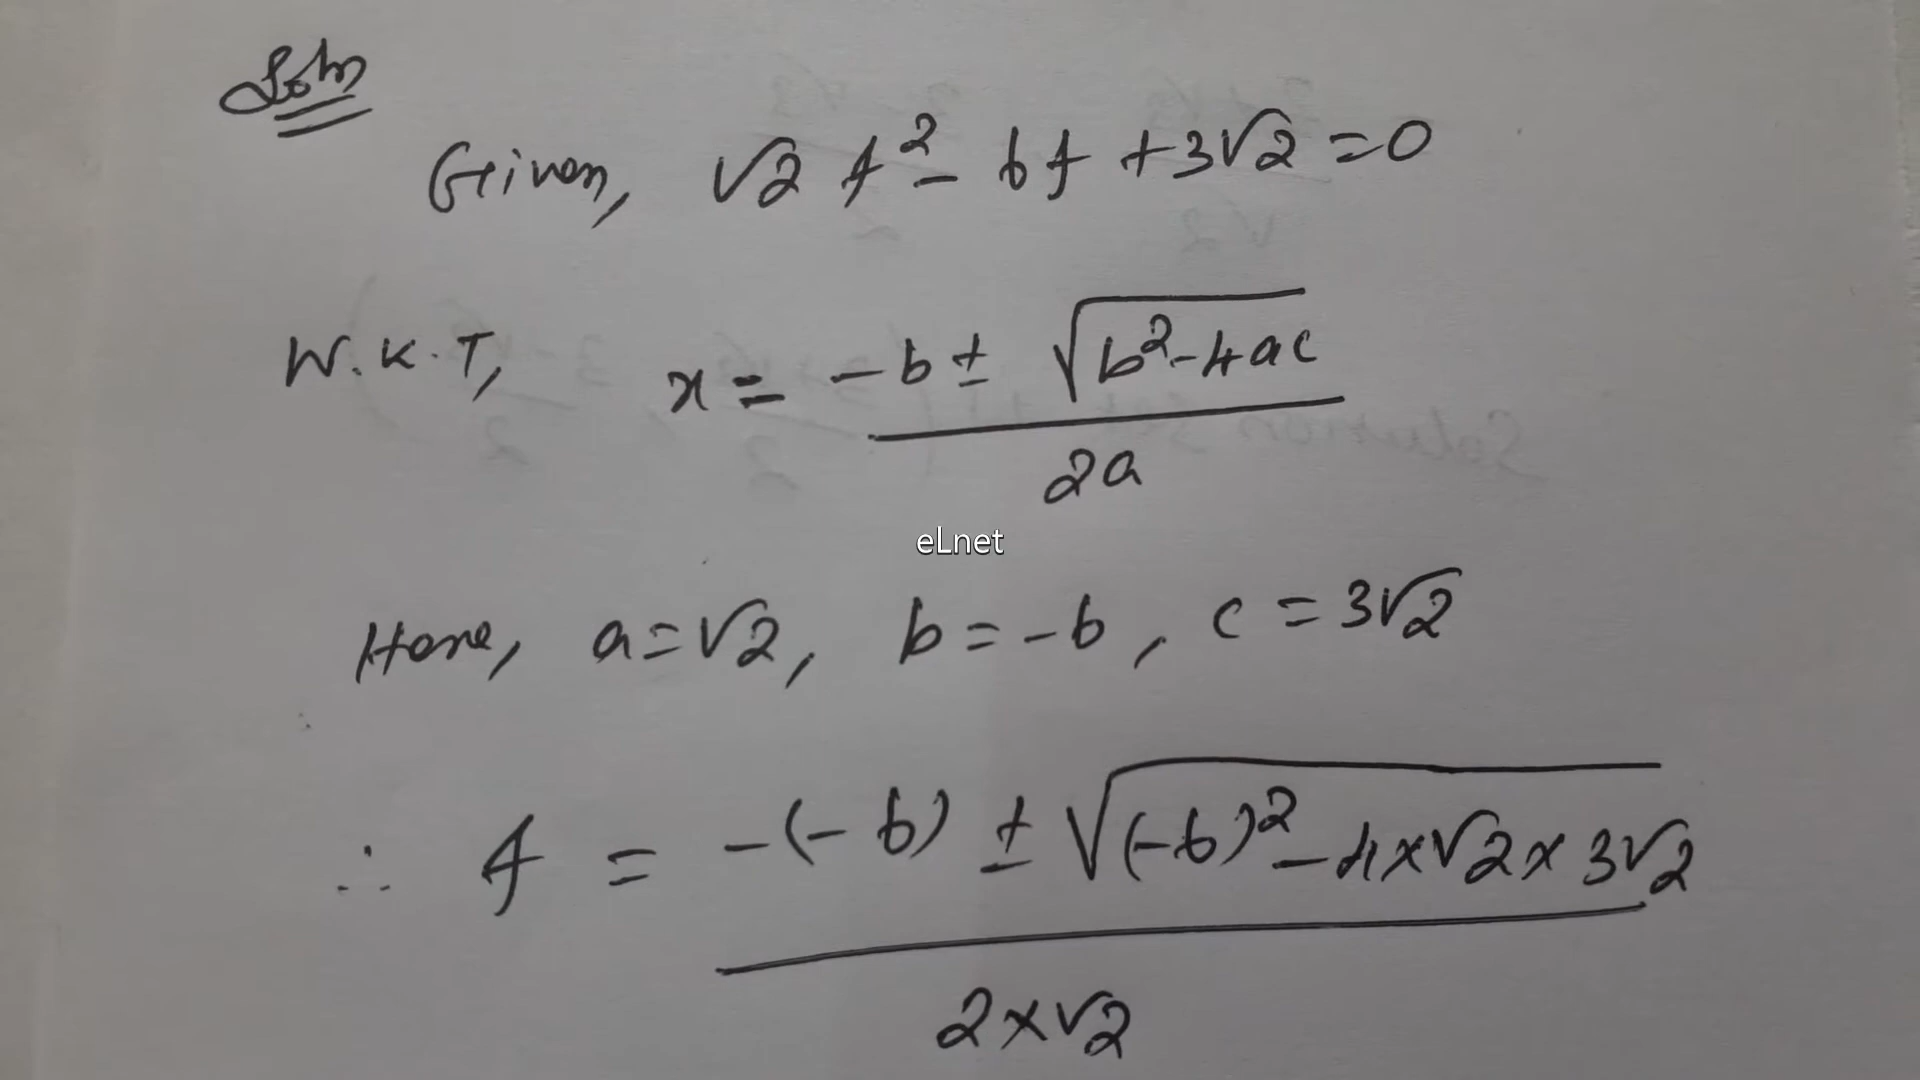 Soln
Given, √2 f² - 6f + 3√2 = 0
W.K.T, x = -b ± √b²-4ac
2a
eLnet
Here, a=√2, b=-6, c=3√2
∴ f = -(-6) ± √(-6)²-4×√2×3√2
2×√2